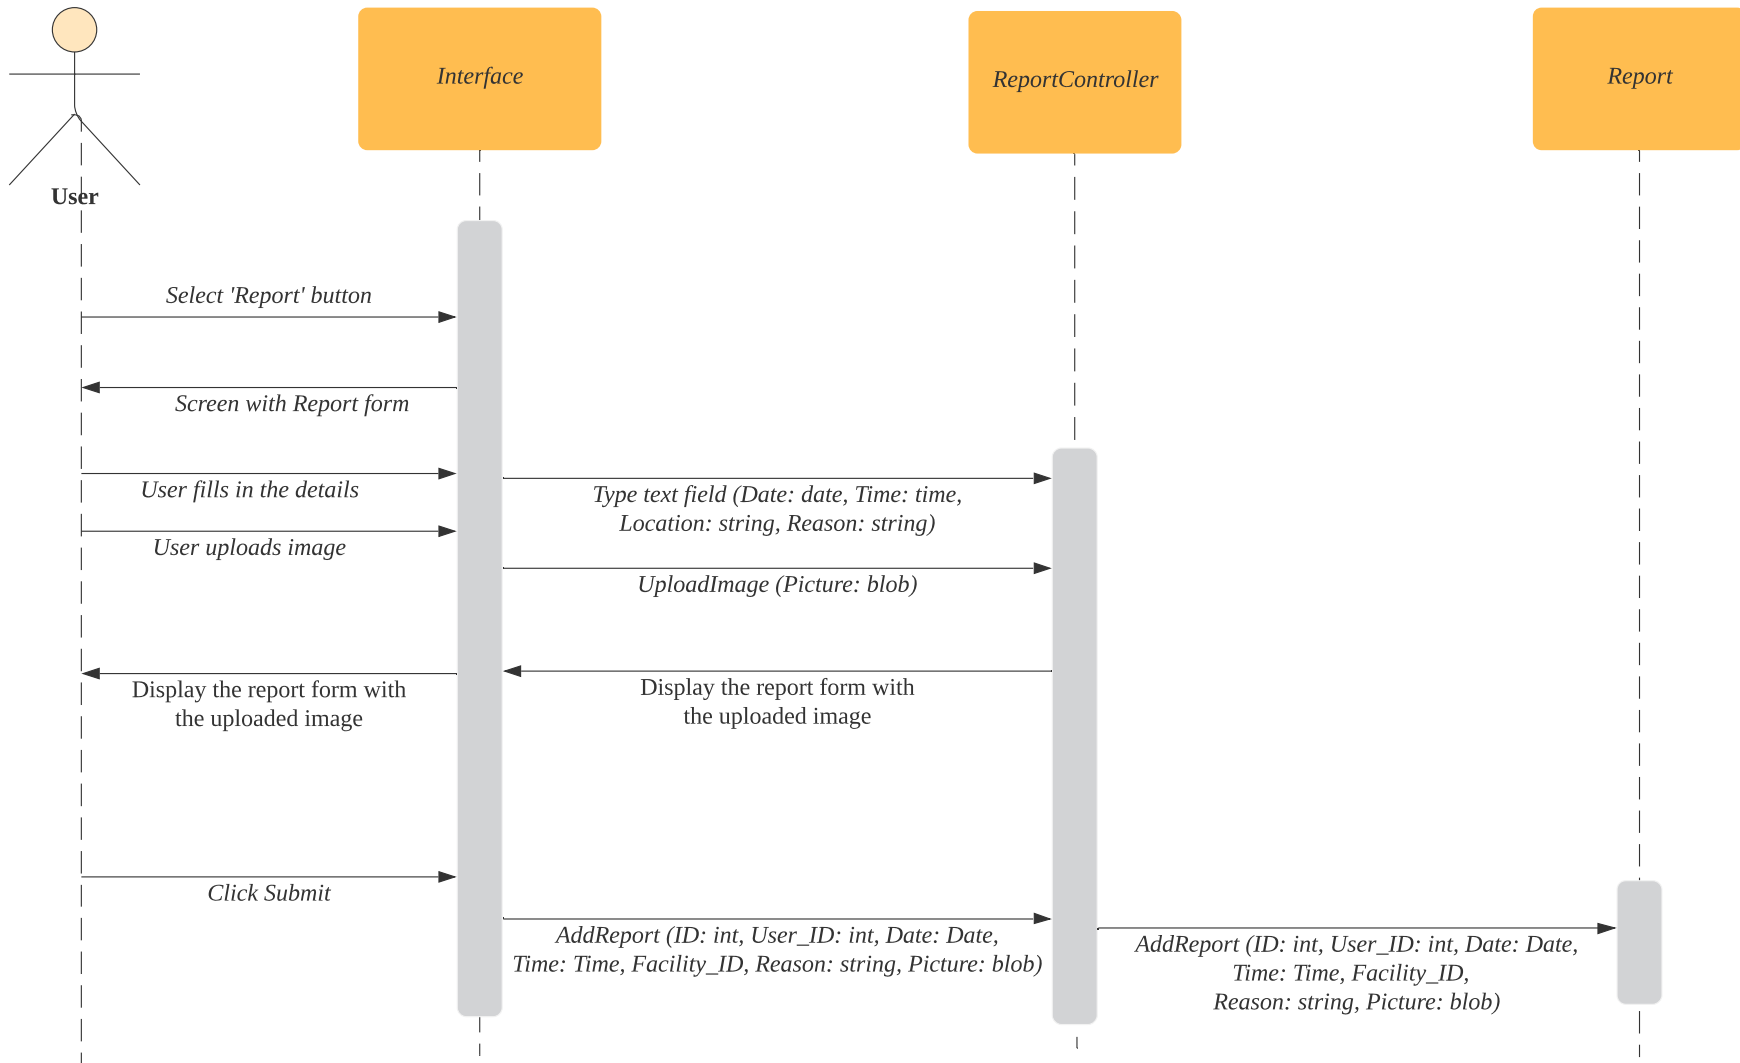 Interface
ReportController
Report
User
Select 'Report' button
Screen with Report form
User fills in the details
Type text field (Date: date, Time: time,
Location: string, Reason: string)
User uploads image
UploadImage (Picture: blob)
Display the report form with
the uploaded image
Display the report form with
the uploaded image
Click Submit
AddReport (ID: int, User_ID: int, Date: Date,
Time: Time, Facility_ID, Reason: string, Picture: blob)
AddReport (ID: int, User_ID: int, Date: Date,
Time: Time, Facility_ID,
Reason: string, Picture: blob)